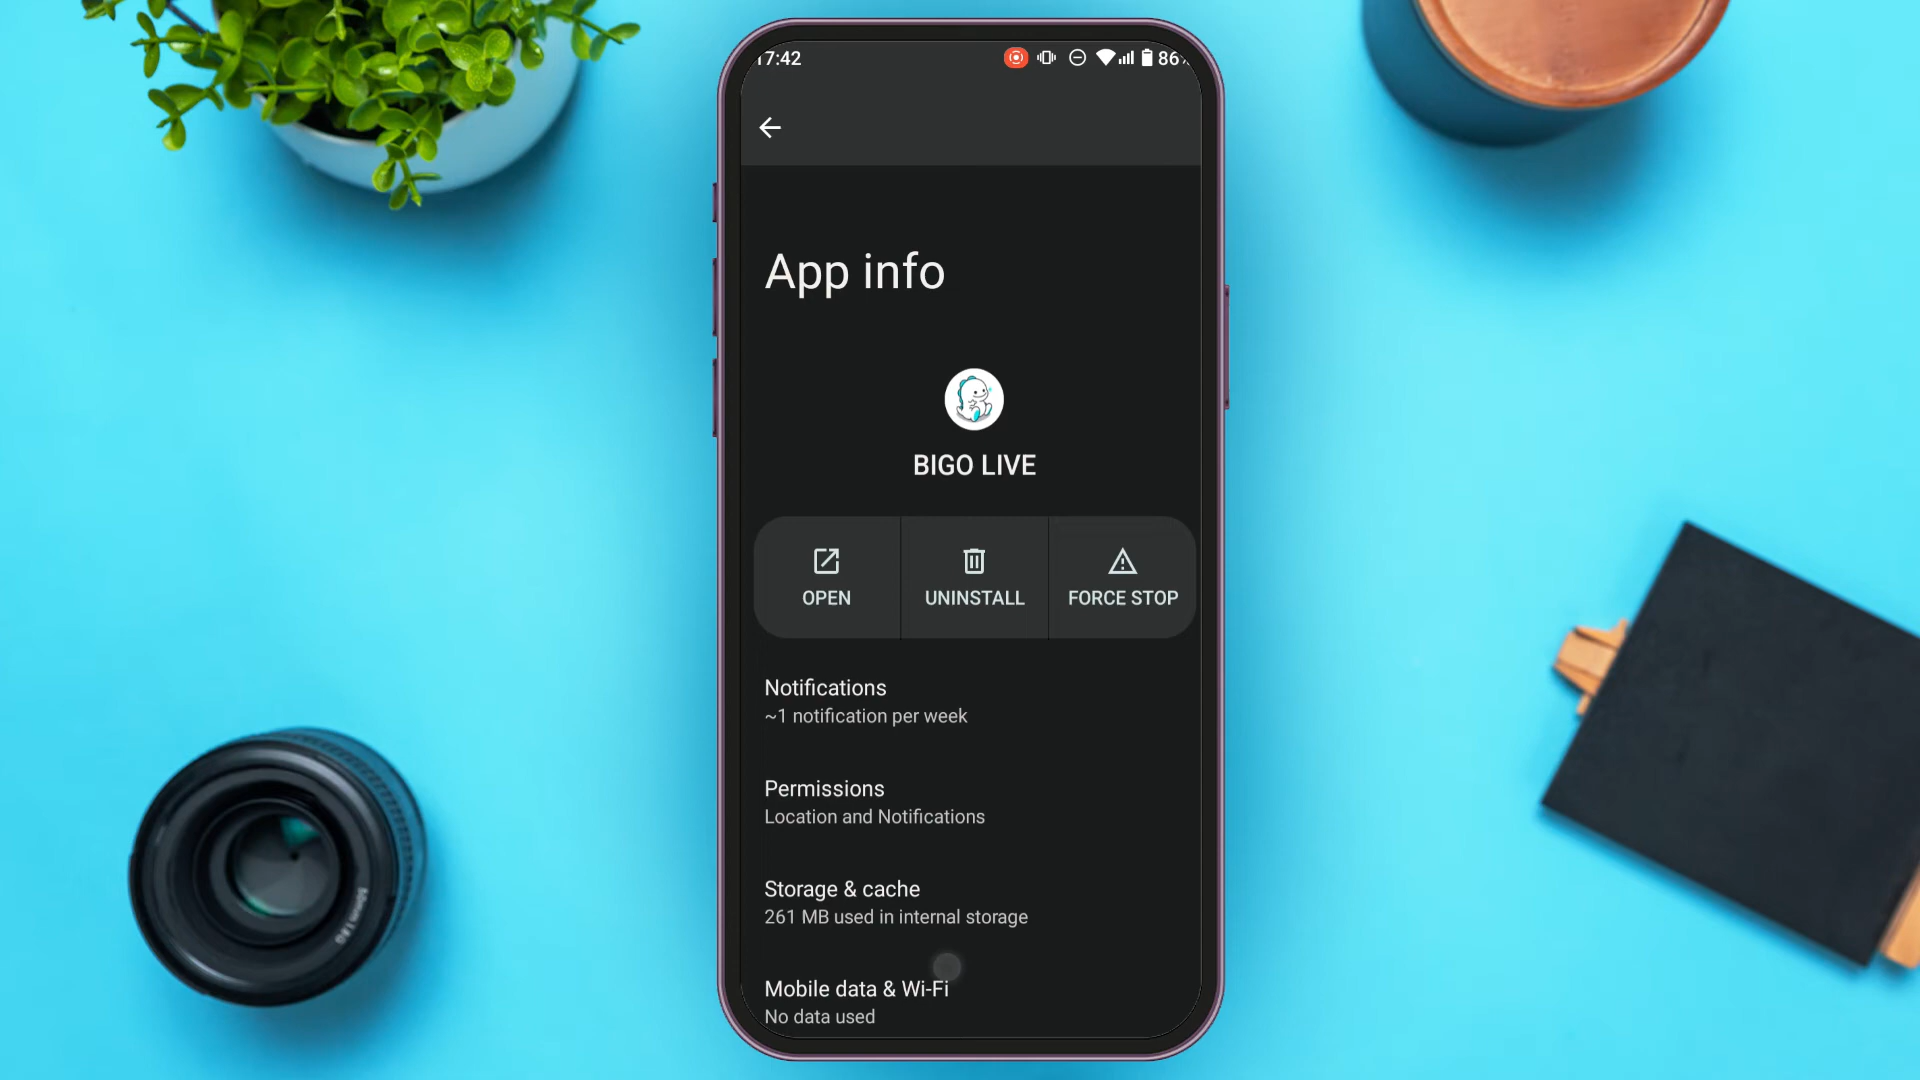 17:42
86
App info
BIGO LIVE
OPEN
UNINSTALL
FORCE STOP
Notifications
~1 notification per week
Permissions
Location and Notifications
Storage & cache
261 MB used in internal storage
Mobile data & Wi-Fi
No data used